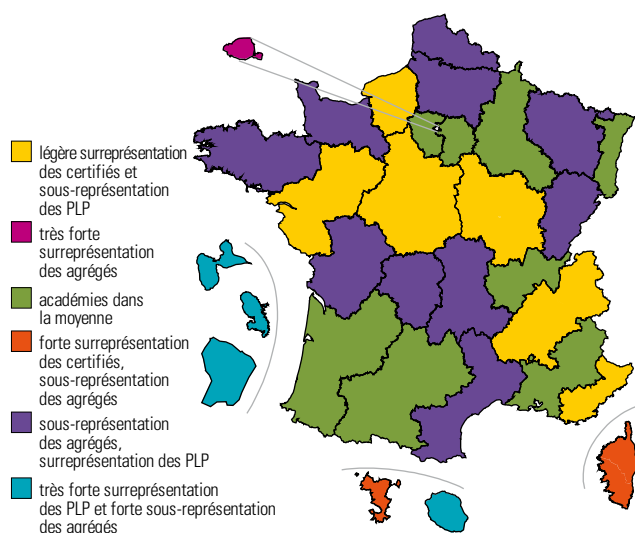 légère surreprésentation
des certifiés et
sous-représentation
des PLP
très forte
surreprésentation
des agrégés
académies dans
la moyenne
forte surreprésentation
des certifiés,
sous-représentation
des agrégés
sous-représentation
des agrégés,
surreprésentation des PLP
très forte surreprésentation
des PLP et forte sous-représentation
des agrégés